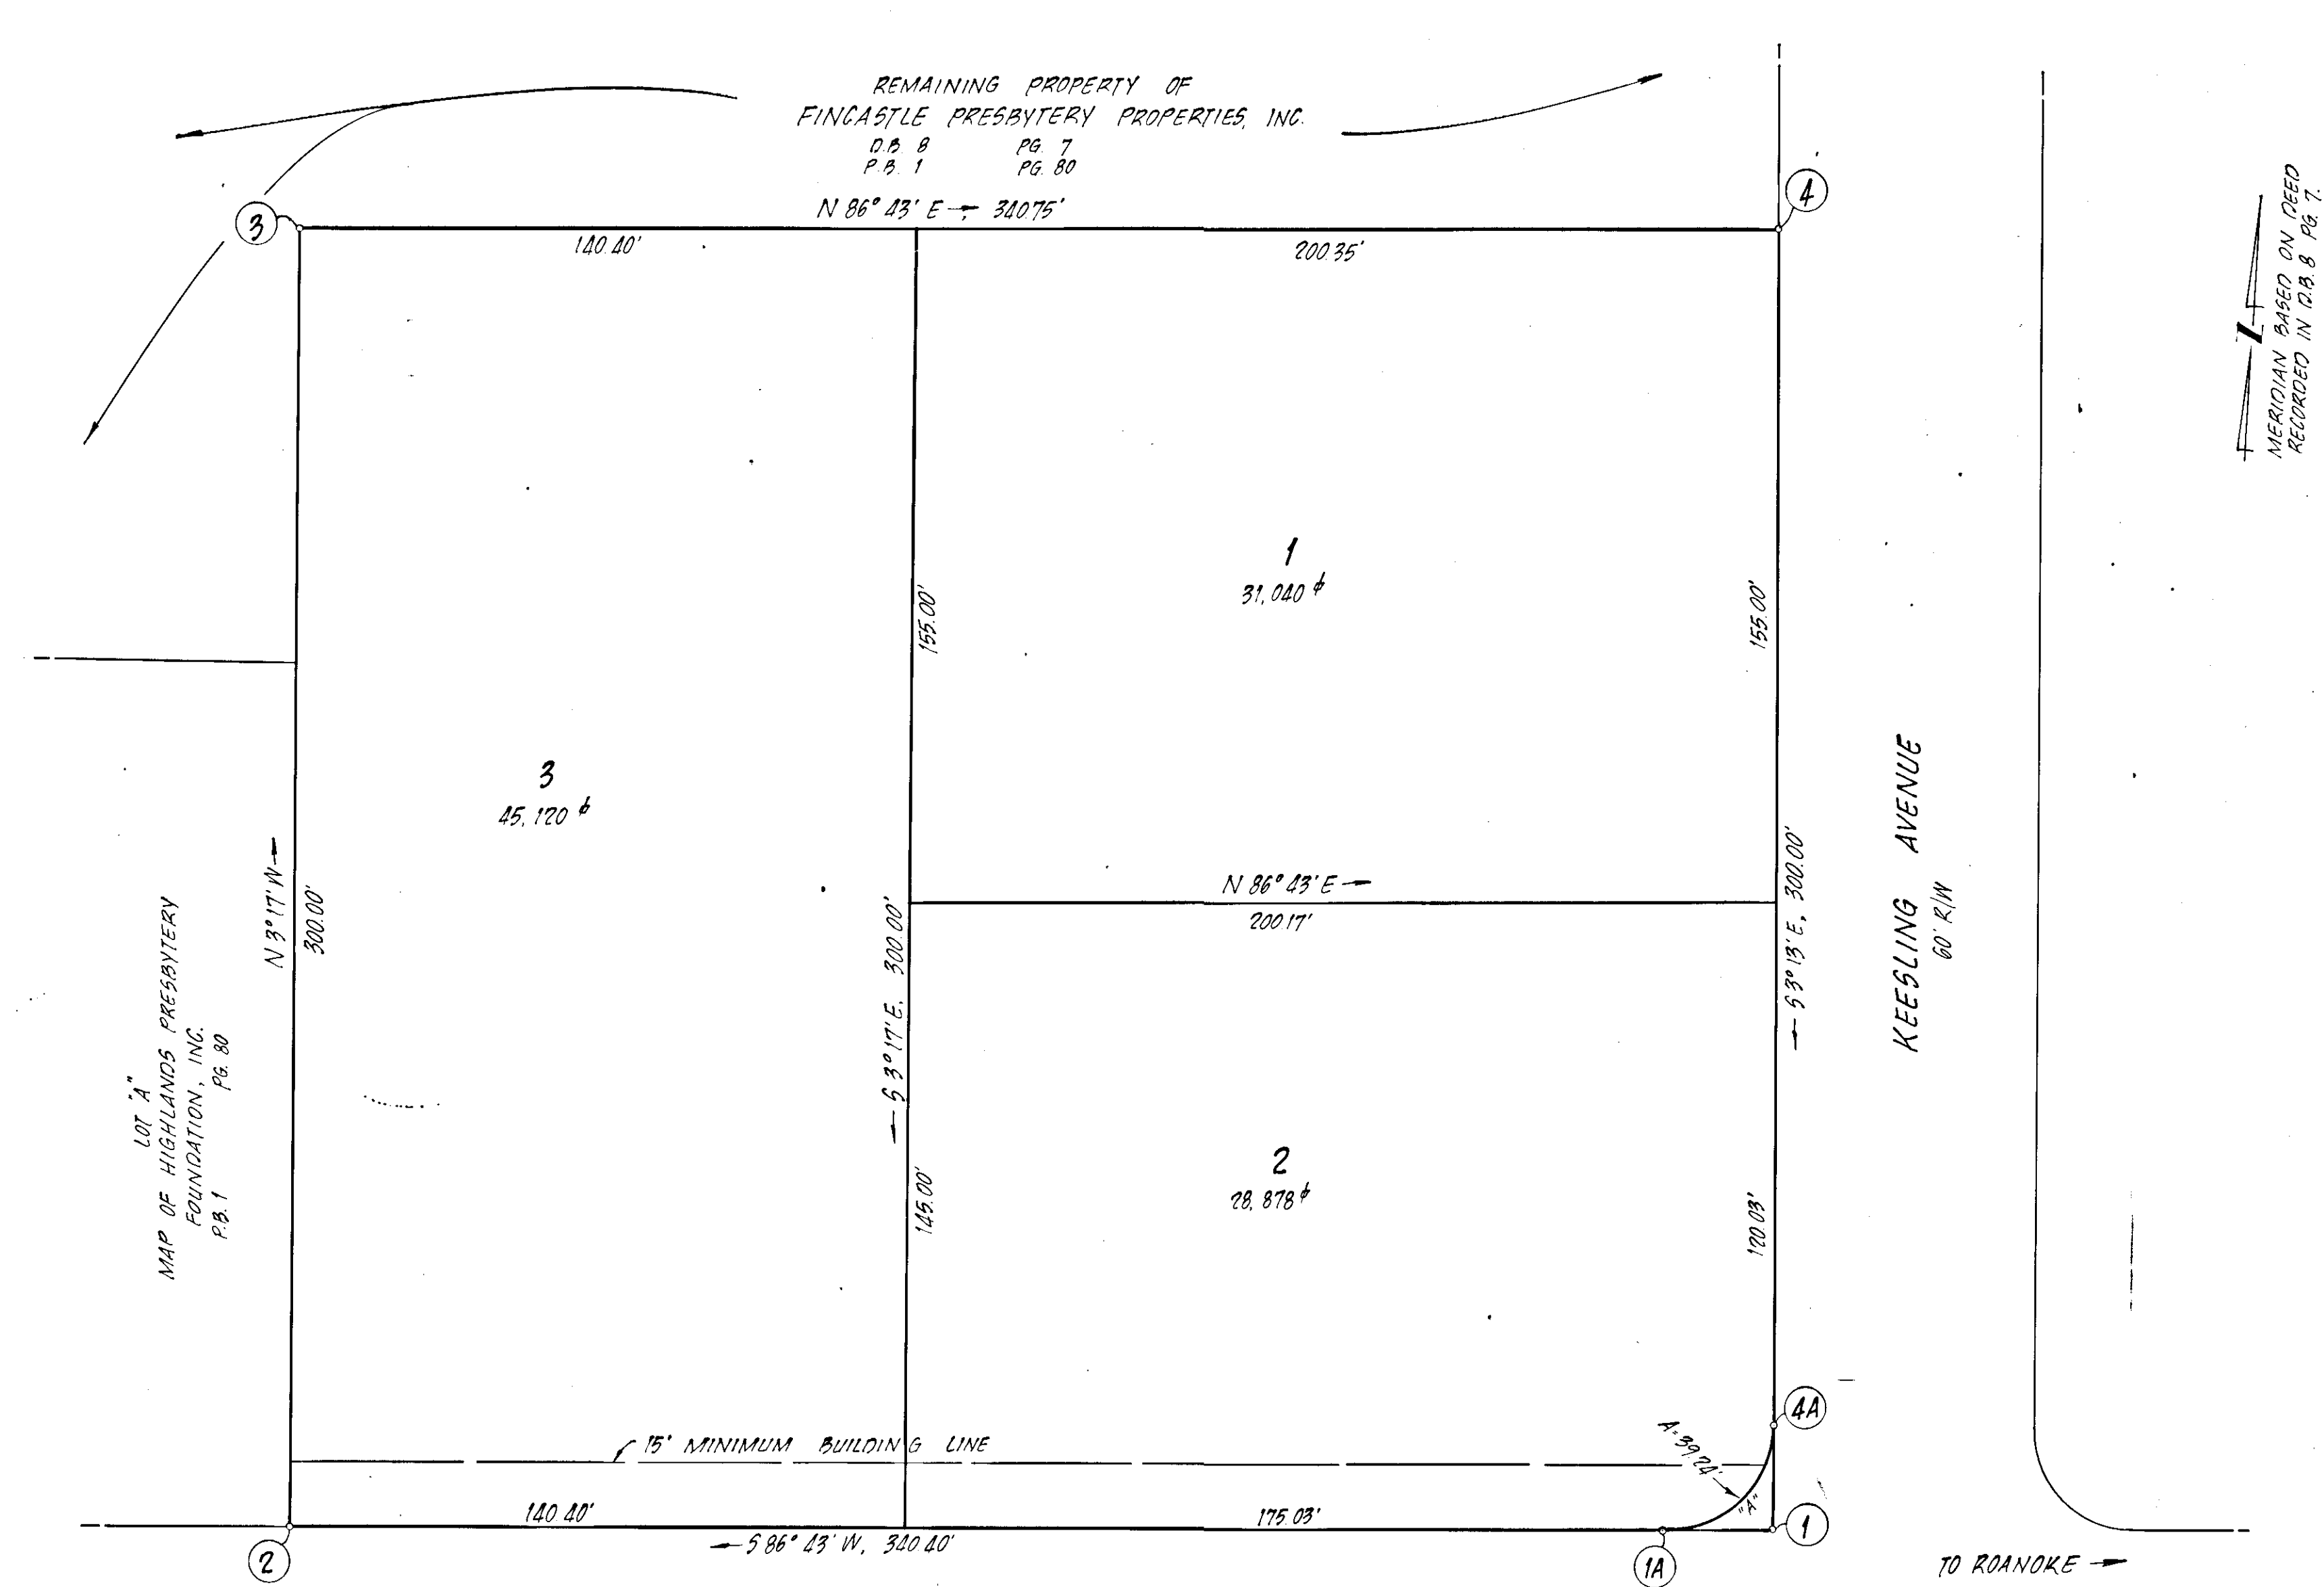 REMAINING PROPERTY OF
FINCASTLE PRESBYTERY PROPERTIES, INC.
D.B. 8 PG. 7
P.B. 1 PG. 80
N 86° 43' E → 340.75'
3
4
140.40'
200.35'
MERIDIAN BASED ON DEED
RECORDED IN D.B. 8 PG. 7.
1
31,040
155.00'
155.00'
3
45,120
N 86° 43' E →
200.17'
N 3° 17' W →
300.00'
← S 3° 17' E, 300.00'
← S 3° 13' E, 300.00'
KEESLING AVENUE
60' R/W
LOT "A"
MAP OF HIGHLANDS PRESBYTERY
FOUNDATION, INC.
P.B. 1 PG. 80
2
28,878
145.00'
120.03'
4A
A=39.24'
"A"
15' MINIMUM BUILDING LINE
140.40'
175.03'
← S 86° 43' W, 340.40'
2
1A
1
TO ROANOKE →